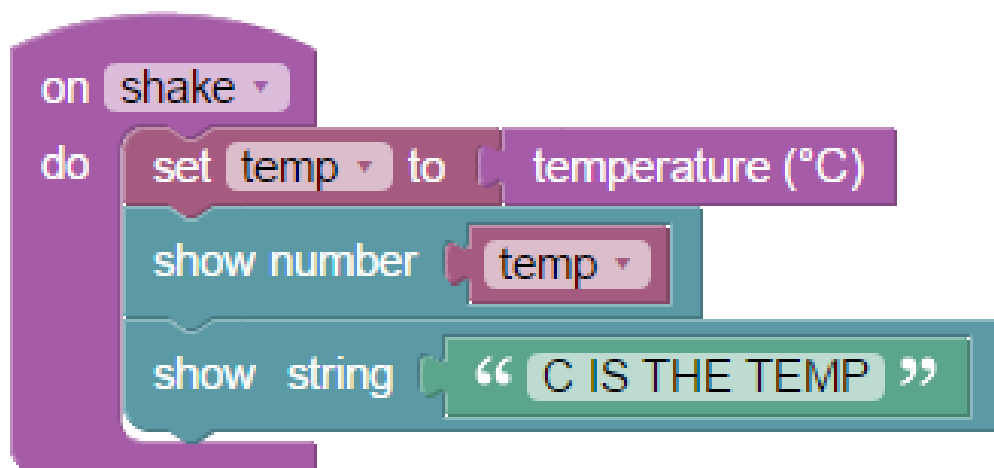 on shake
do set temp to temperature (°C)
show number temp
show string “ C IS THE TEMP ”